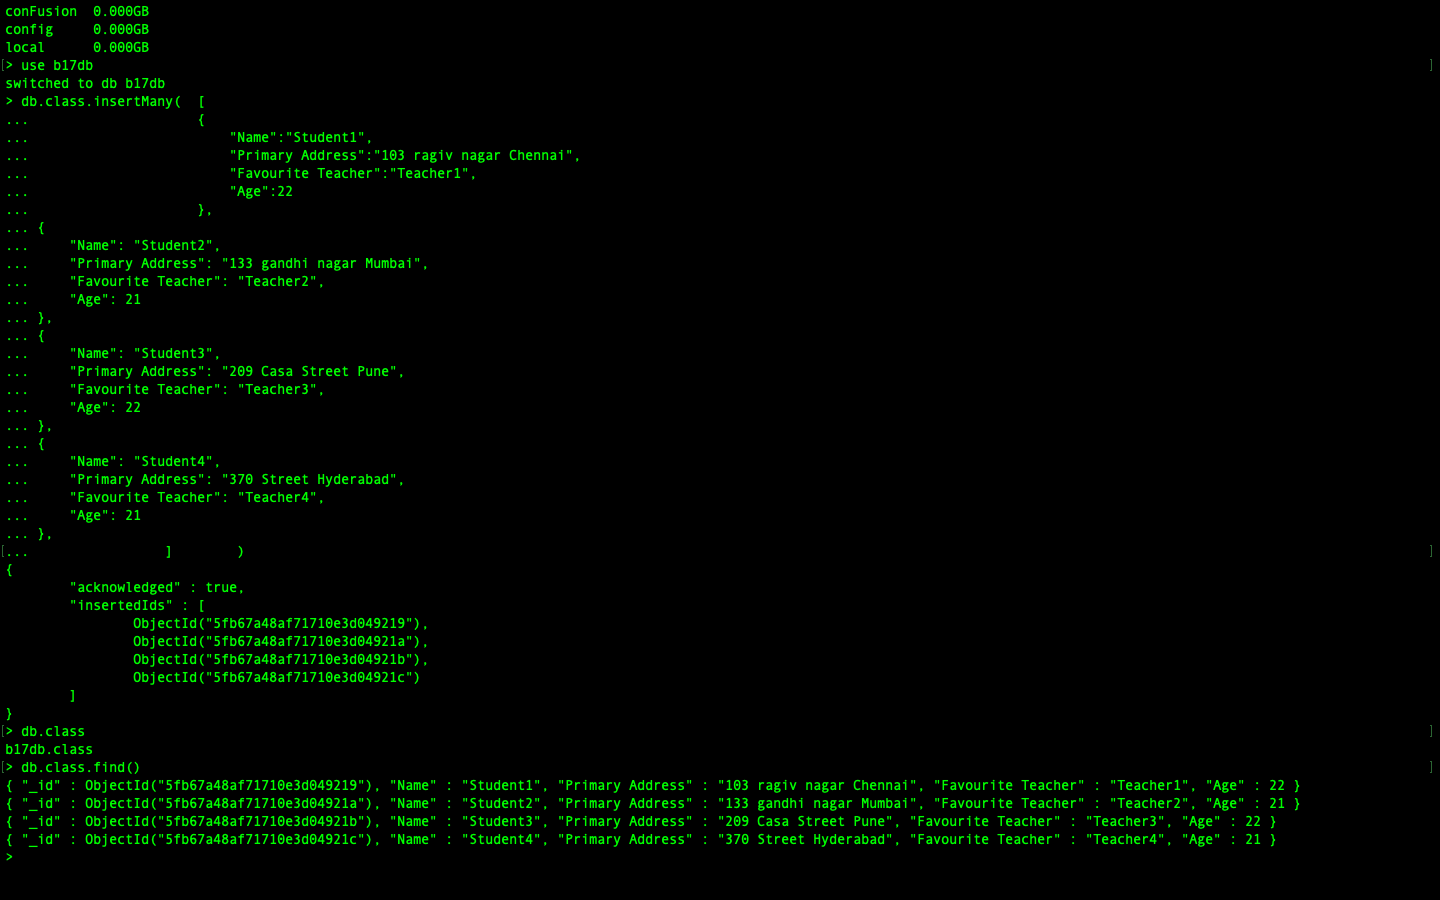 conFusion  0.000GB
config     0.000GB
local      0.000GB
[> use b17db ]
switched to db b17db
> db.class.insertMany(  [
...                     {
...                         "Name":"Student1",
...                         "Primary Address":"103 ragiv nagar Chennai",
...                         "Favourite Teacher":"Teacher1",
...                         "Age":22
...                     },
... {
...     "Name": "Student2",
...     "Primary Address": "133 gandhi nagar Mumbai",
...     "Favourite Teacher": "Teacher2",
...     "Age": 21
... },
... {
...     "Name": "Student3",
...     "Primary Address": "209 Casa Street Pune",
...     "Favourite Teacher": "Teacher3",
...     "Age": 22
... },
... {
...     "Name": "Student4",
...     "Primary Address": "370 Street Hyderabad",
...     "Favourite Teacher": "Teacher4",
...     "Age": 21
... },
[...                 ]        ) ]
{
        "acknowledged" : true,
        "insertedIds" : [
                ObjectId("5fb67a48af71710e3d049219"),
                ObjectId("5fb67a48af71710e3d04921a"),
                ObjectId("5fb67a48af71710e3d04921b"),
                ObjectId("5fb67a48af71710e3d04921c")
        ]
}
[> db.class ]
b17db.class
[> db.class.find() ]
{ "_id" : ObjectId("5fb67a48af71710e3d049219"), "Name" : "Student1", "Primary Address" : "103 ragiv nagar Chennai", "Favourite Teacher" : "Teacher1", "Age" : 22 }
{ "_id" : ObjectId("5fb67a48af71710e3d04921a"), "Name" : "Student2", "Primary Address" : "133 gandhi nagar Mumbai", "Favourite Teacher" : "Teacher2", "Age" : 21 }
{ "_id" : ObjectId("5fb67a48af71710e3d04921b"), "Name" : "Student3", "Primary Address" : "209 Casa Street Pune", "Favourite Teacher" : "Teacher3", "Age" : 22 }
{ "_id" : ObjectId("5fb67a48af71710e3d04921c"), "Name" : "Student4", "Primary Address" : "370 Street Hyderabad", "Favourite Teacher" : "Teacher4", "Age" : 21 }
>